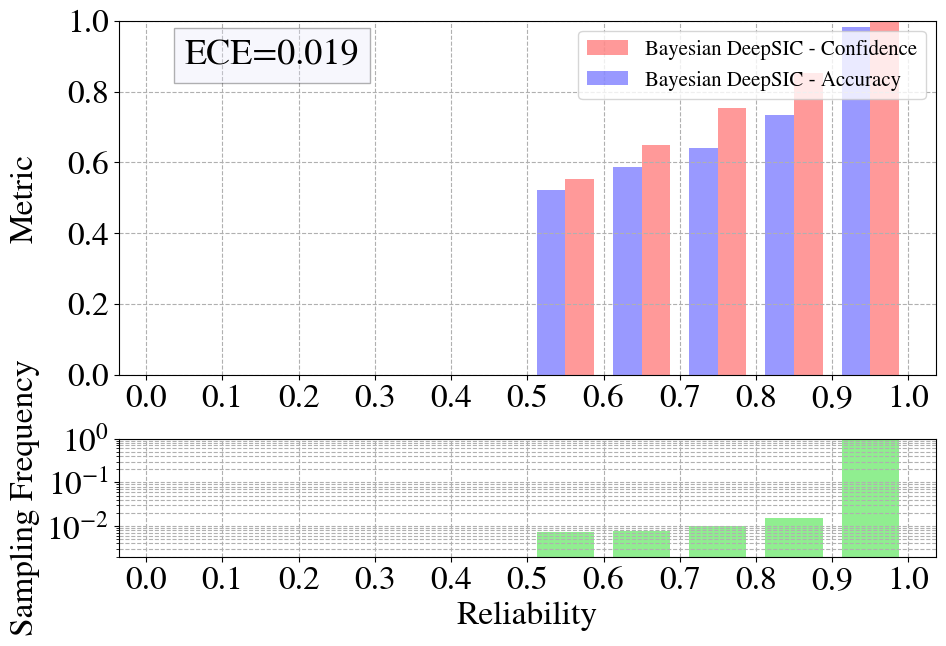 ECE=0.019
Bayesian DeepSIC - Confidence
Bayesian DeepSIC - Accuracy
Metric
1.0
0.8
0.6
0.4
0.2
0.0
0.0 0.1 0.2 0.3 0.4 0.5 0.6 0.7 0.8 0.9 1.0
Sampling Frequency
10⁰
10⁻¹
10⁻²
0.0 0.1 0.2 0.3 0.4 0.5 0.6 0.7 0.8 0.9 1.0
Reliability